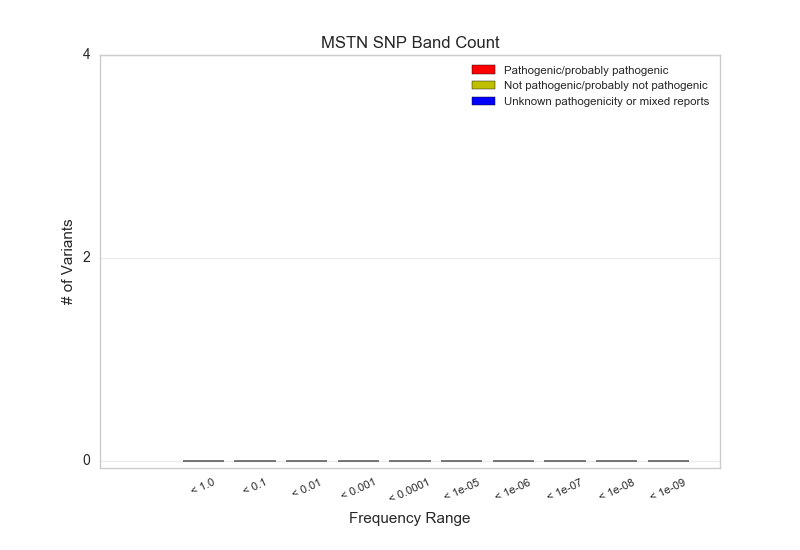 MSTN SNP Band Count
4
Pathogenic/probably pathogenic
Not pathogenic/probably not pathogenic
Unknown pathogenicity or mixed reports
# of Variants
2
0
< 1.0
< 0.1
< 0.01
< 0.001
< 0.0001
< 1e-05
< 1e-06
< 1e-07
< 1e-08
< 1e-09
Frequency Range